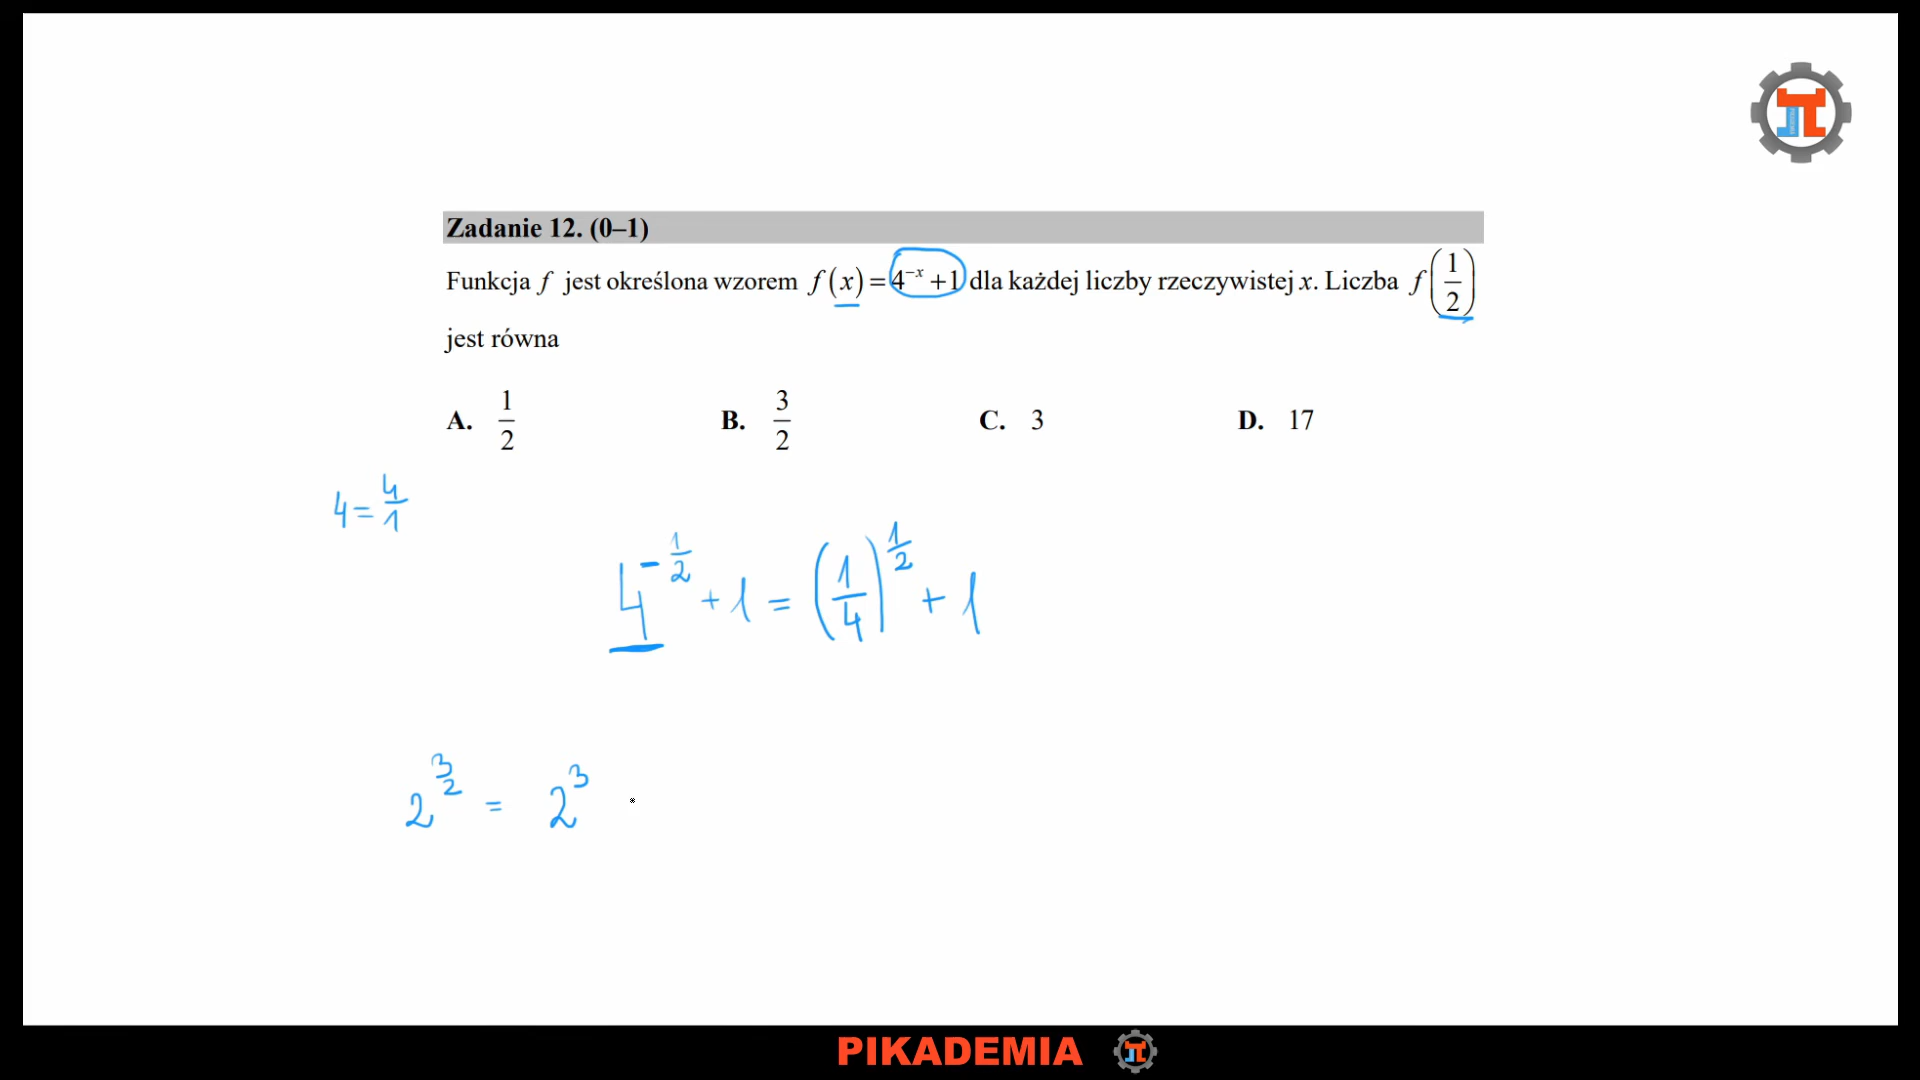 Zadanie 12. (0–1)
Funkcja f jest określona wzorem f(x) = 4⁻ˣ + 1 dla każdej liczby rzeczywistej x. Liczba f(1/2)
jest równa
A. 1/2 B. 3/2 C. 3 D. 17
4 = 4/1
4^(-1/2) + 1 = (1/4)^(1/2) + 1
2^(3/2) = 2^3
PIKADEMIA